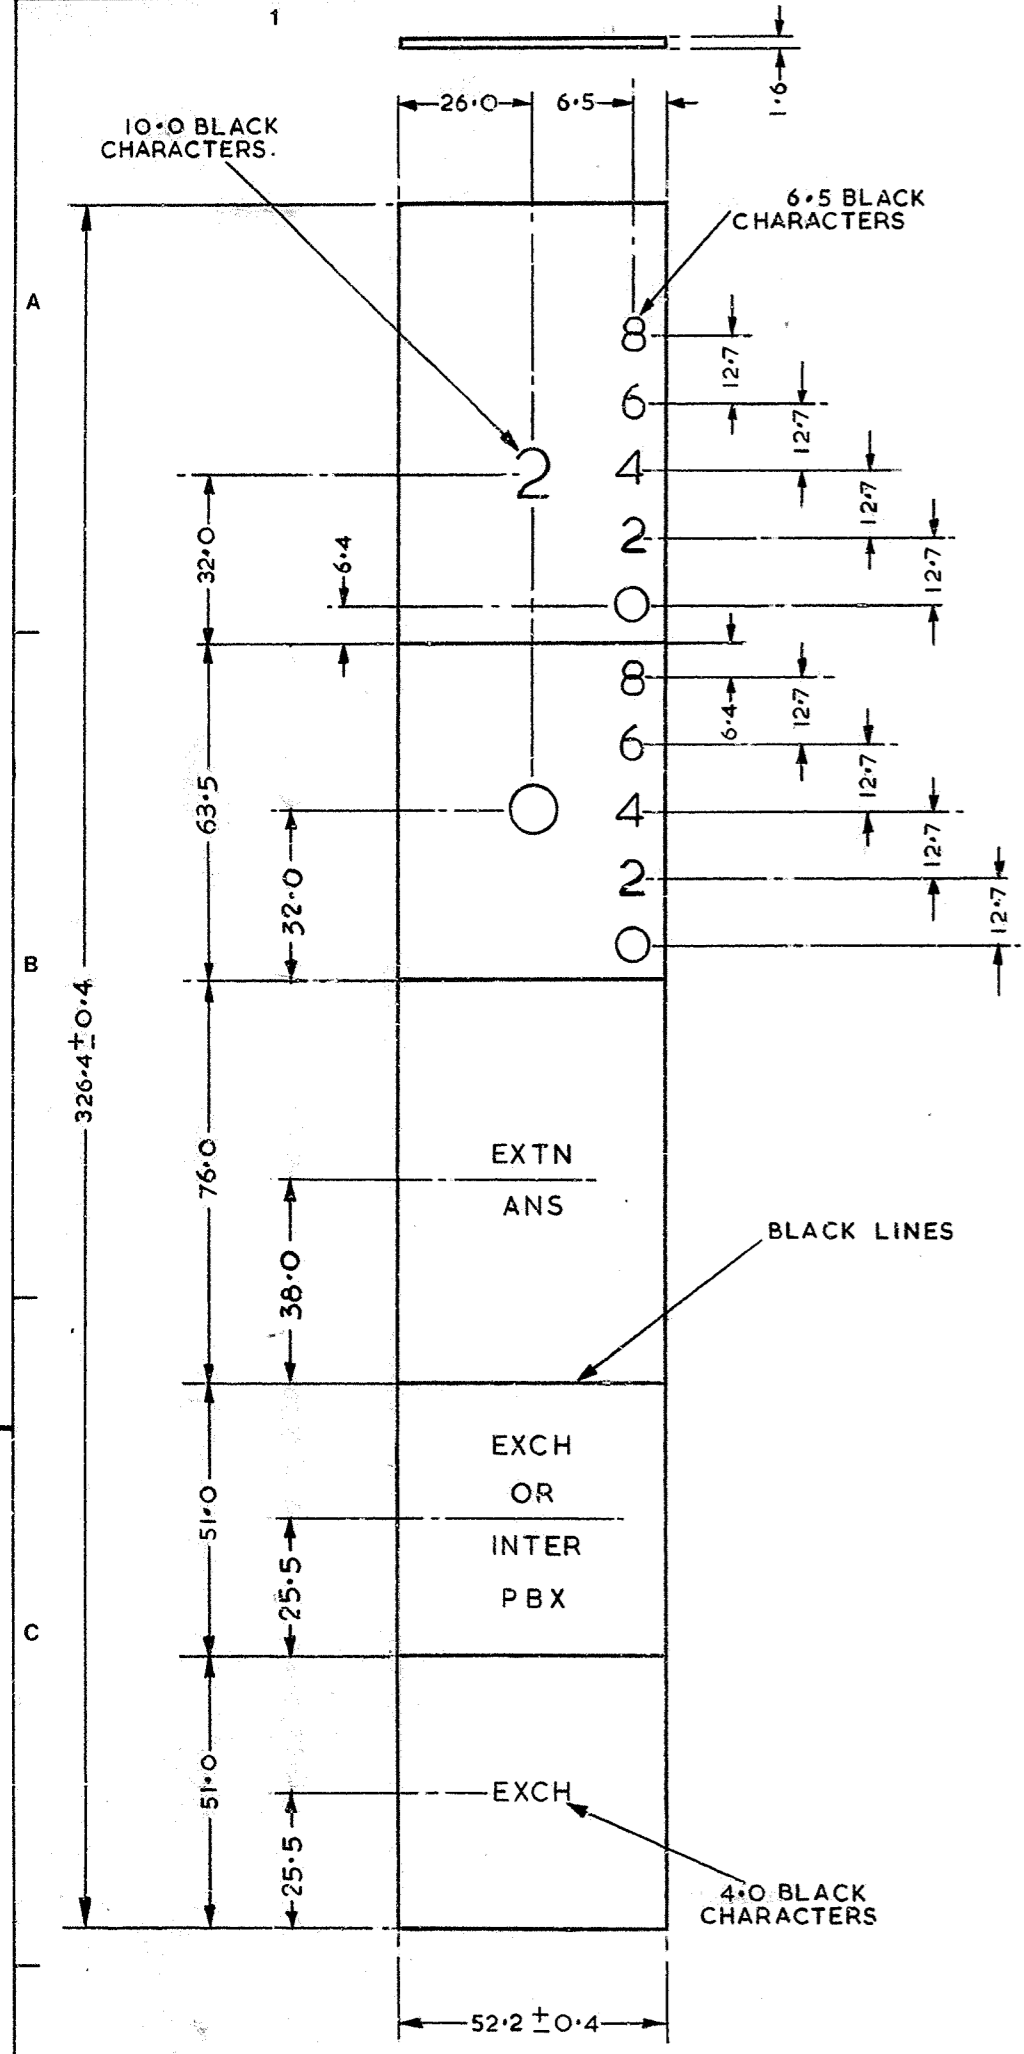 1
1.6
26.0
6.5
10.0 BLACK
CHARACTERS.
6.5 BLACK
CHARACTERS
A
8
12.7
6
12.7
2
4
12.7
32.0
6.4
2
12.7
0
8
6.4
12.7
6
12.7
63.5
0
4
12.7
32.0
2
12.7
0
B
326.4±0.4
76.0
EXTN
ANS
38.0
BLACK LINES
EXCH
51.0
OR
INTER
25.5
PBX
C
51.0
EXCH
25.5
4.0 BLACK
CHARACTERS
52.2 ±0.4